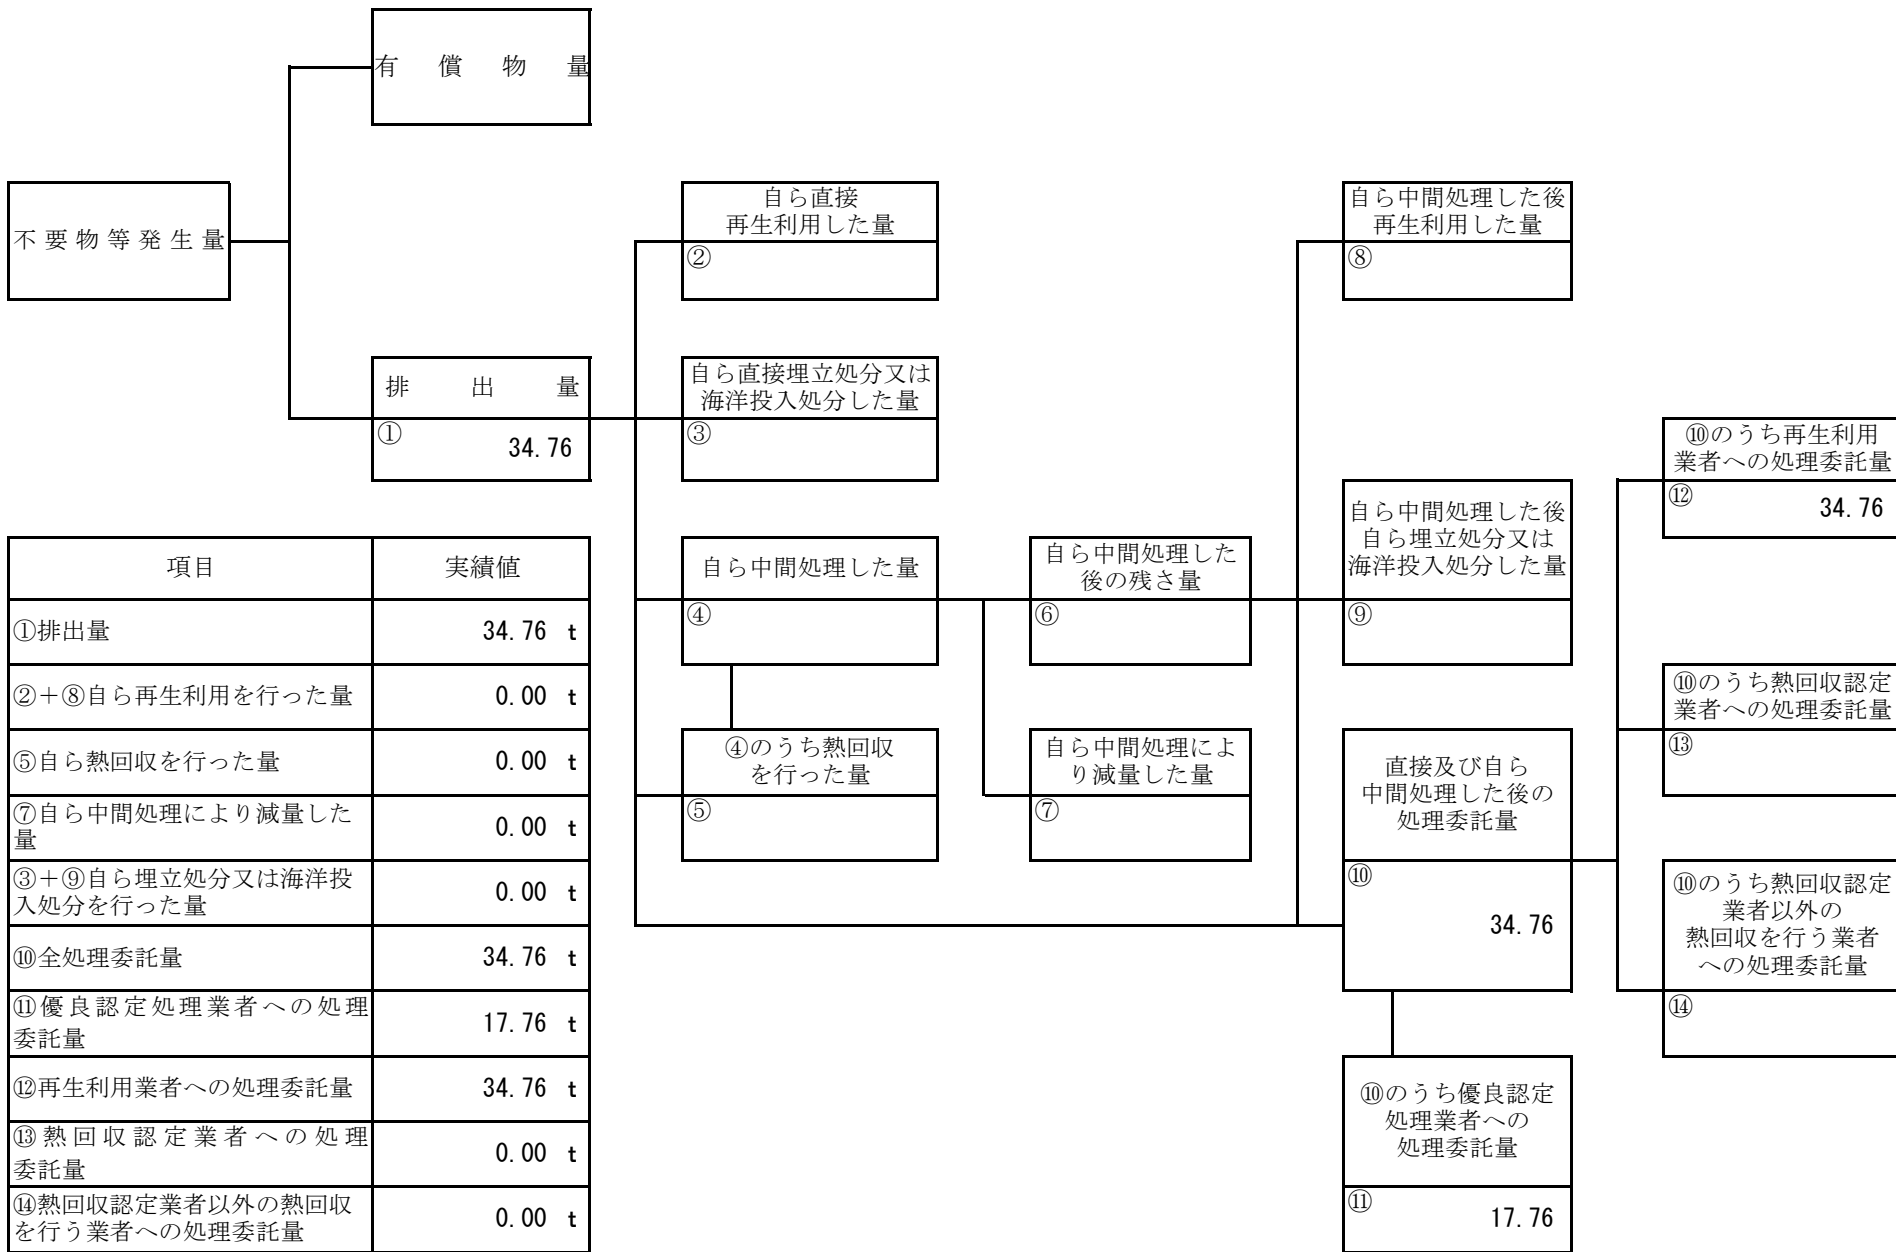 有償物量
不要物等発生量
排出量
① 34.76
自ら直接
再生利用した量
②
自ら直接埋立処分又は
海洋投入処分した量
③
自ら中間処理した量
④
④のうち熱回収
を行った量
⑤
自ら中間処理した
後の残さ量
⑥
自ら中間処理によ
り減量した量
⑦
自ら中間処理した後
再生利用した量
⑧
自ら中間処理した後
自ら埋立処分又は
海洋投入処分した量
⑨
直接及び自ら
中間処理した後の
処理委託量
⑩
34.76
⑩のうち優良認定
処理業者への
処理委託量
⑪ 17.76
⑩のうち再生利用
業者への処理委託量
⑫ 34.76
⑩のうち熱回収認定
業者への処理委託量
⑬
⑩のうち熱回収認定
業者以外の
熱回収を行う業者
への処理委託量
⑭
項目 実績値
①排出量 34.76 t
②+⑧自ら再生利用を行った量 0.00 t
⑤自ら熱回収を行った量 0.00 t
⑦自ら中間処理により減量した
量 0.00 t
③+⑨自ら埋立処分又は海洋投
入処分を行った量 0.00 t
⑩全処理委託量 34.76 t
⑪優良認定処理業者への処理
委託量 17.76 t
⑫再生利用業者への処理委託量 34.76 t
⑬熱回収認定業者への処理
委託量 0.00 t
⑭熱回収認定業者以外の熱回収
を行う業者への処理委託量 0.00 t